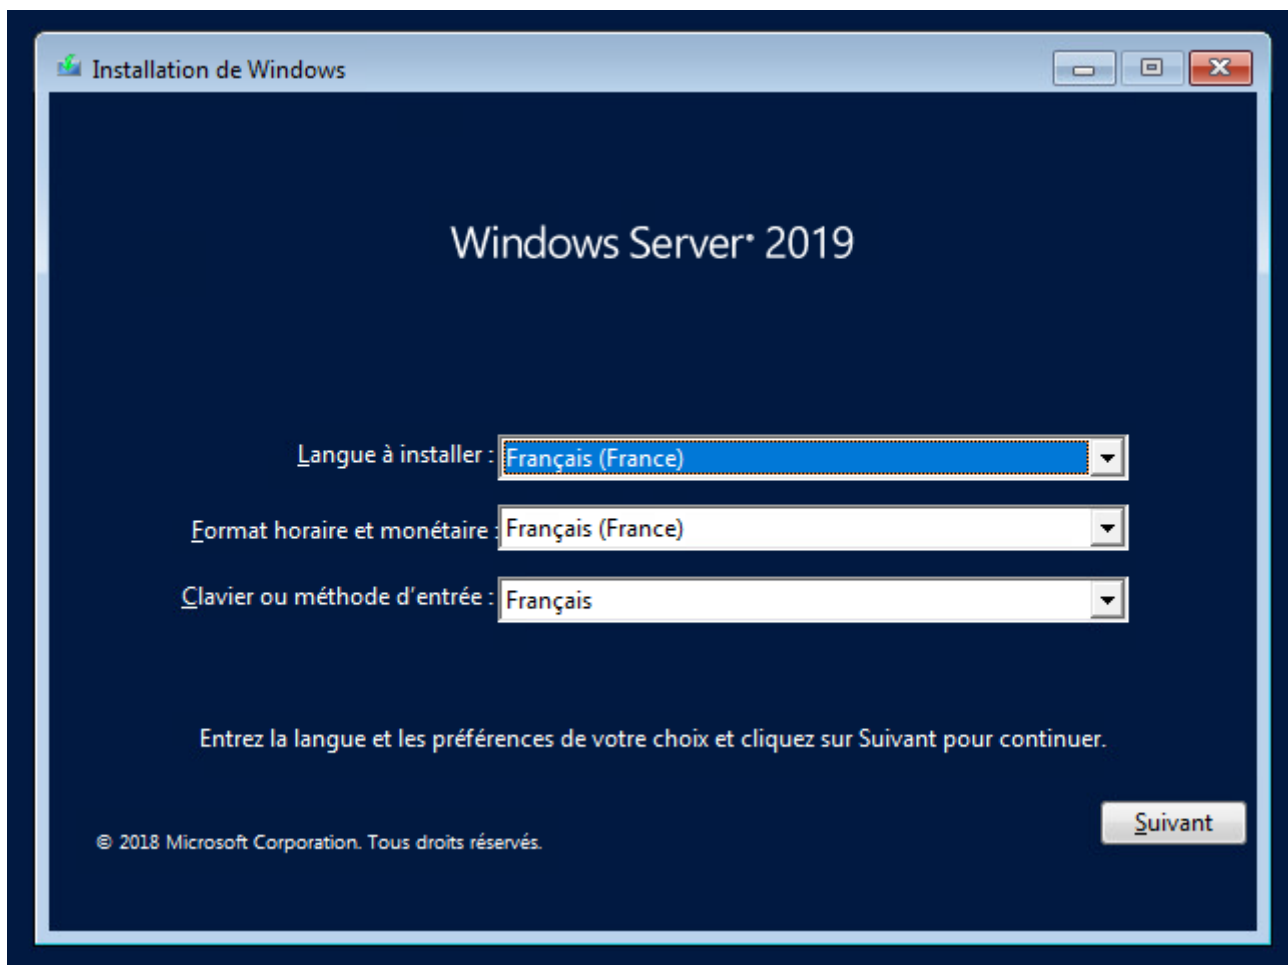 Installation de Windows
Windows Server® 2019
Langue à installer : Français (France)
Format horaire et monétaire : Français (France)
Clavier ou méthode d'entrée : Français
Entrez la langue et les préférences de votre choix et cliquez sur Suivant pour continuer.
Suivant
© 2018 Microsoft Corporation. Tous droits réservés.